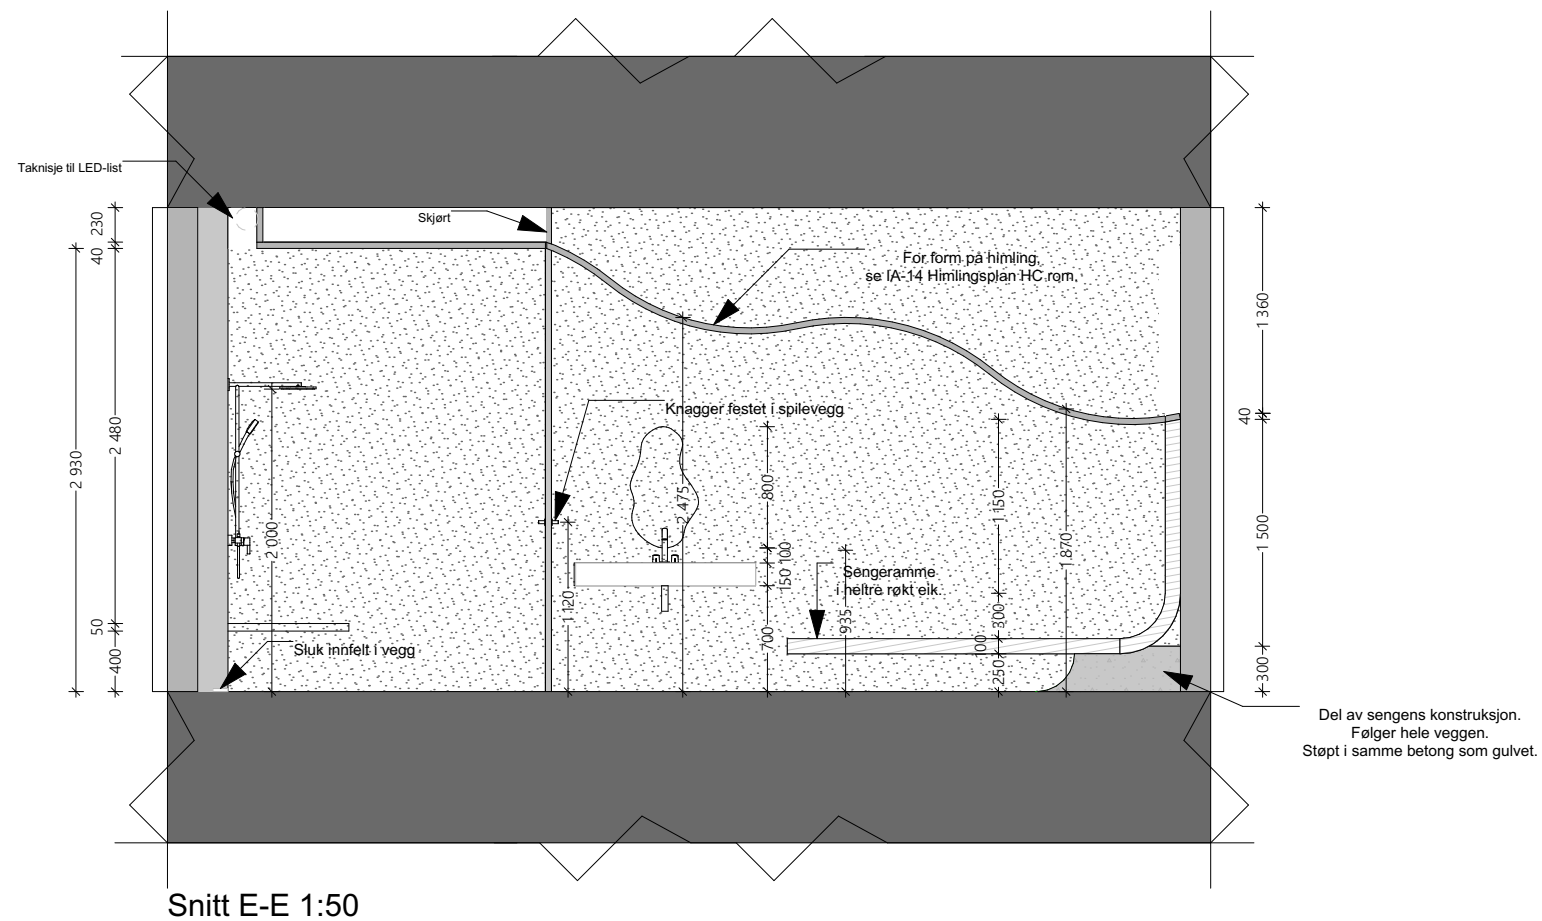 Taknisje til LED-list
Skjørt
For form på himling,
se IA-14 Himlingsplan HC rom.
Knagger festet i spilevegg
Sengeramme
i heltre røkt eik.
Sluk innfelt i vegg
Del av sengens konstruksjon.
Følger hele veggen.
Støpt i samme betong som gulvet.
230
40
2 480
2 930
50
400
2 000
1 120
2 475
800
100
150
700
935
1 150
300
100
250
1 870
1 360
40
1 500
300
Snitt E-E 1:50